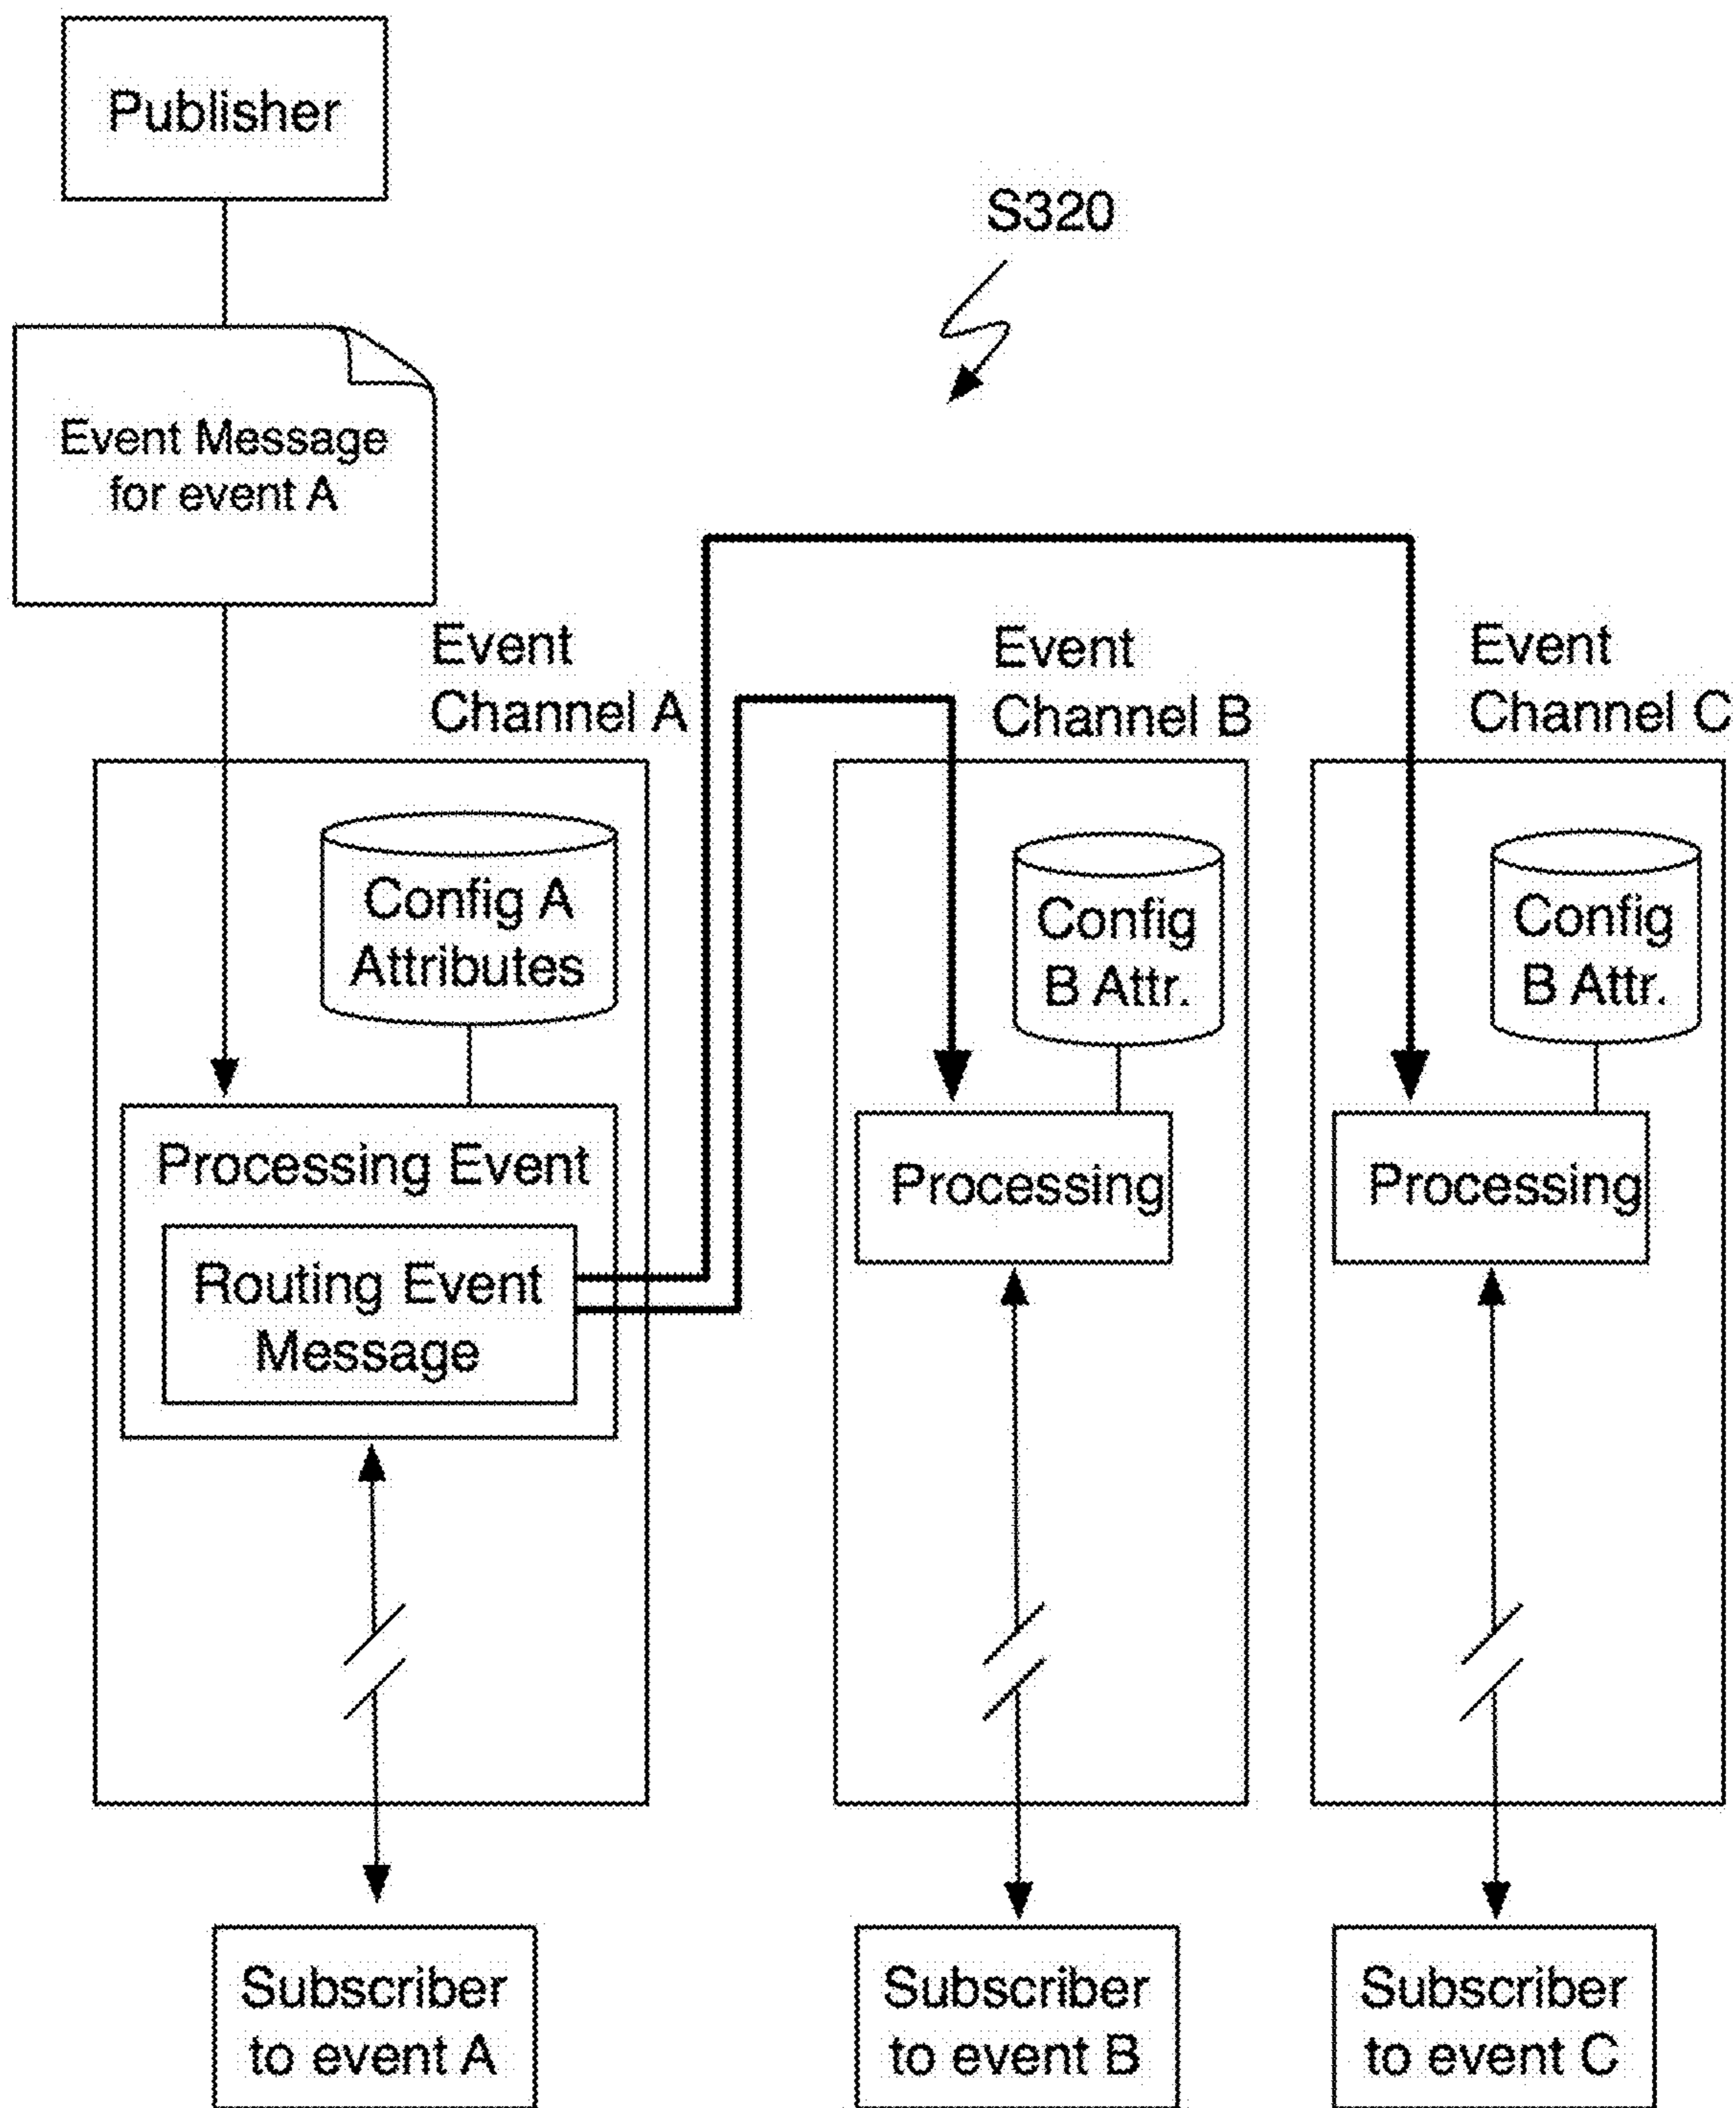 Publisher
S320
Event Message
for event A
Event
Channel A
Event
Channel B
Event
Channel C
Config A
Attributes
Config
B Attr.
Config
B Attr.
Processing Event
Routing Event
Message
Processing
Processing
Subscriber
to event A
Subscriber
to event B
Subscriber
to event C